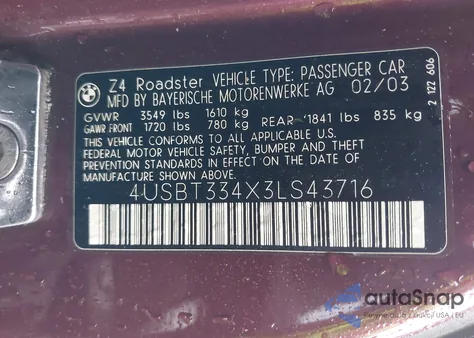 BMW
Z4 Roadster VEHICLE TYPE: PASSENGER CAR
MFD BY BAYERISCHE MOTORENWERKE AG 02/03
GVWR 3549 lbs 1610 kg
GAWR FRONT 1720 lbs 780 kg REAR 1841 lbs 835 kg
THIS VEHICLE CONFORMS TO ALL APPLICABLE U.S.
FEDERAL MOTOR VEHICLE SAFETY, BUMPER AND THEFT
PREVENTION STANDARDS IN EFFECT ON THE DATE OF
MANUFACTURE SHOWN ABOVE.
4USBT334X3LS43716
2 122 606
autoSnap